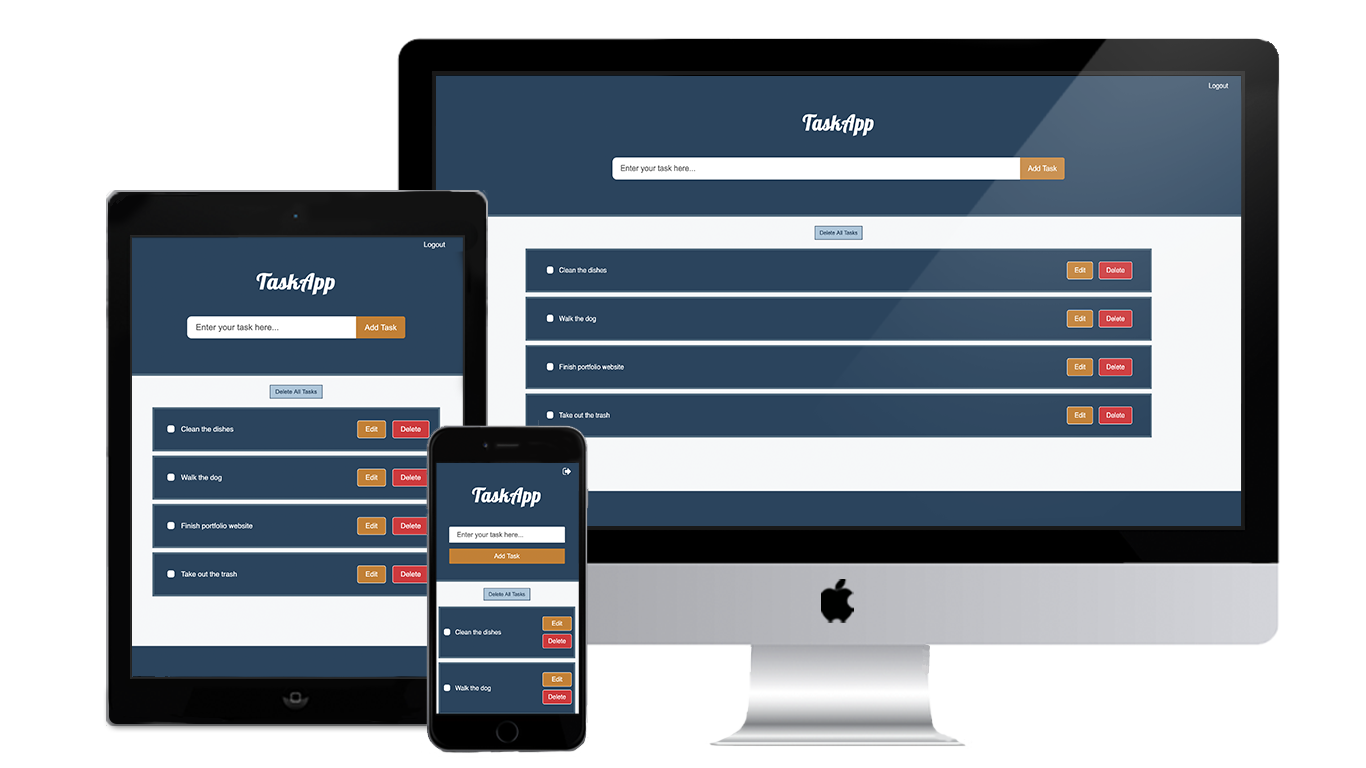 Logout
TaskApp
Enter your task here... Add Task
Delete All Tasks
Clean the dishes Edit Delete
Walk the dog Edit Delete
Finish portfolio website Edit Delete
Take out the trash Edit Delete
Logout
TaskApp
Enter your task here... Add Task
Delete All Tasks
Clean the dishes Edit Delete
Walk the dog Edit Delete
Finish portfolio website Edit Delete
Take out the trash Edit Delete
TaskApp
Enter your task here...
Add Task
Delete All Tasks
Edit
Clean the dishes
Delete
Edit
Walk the dog
Delete